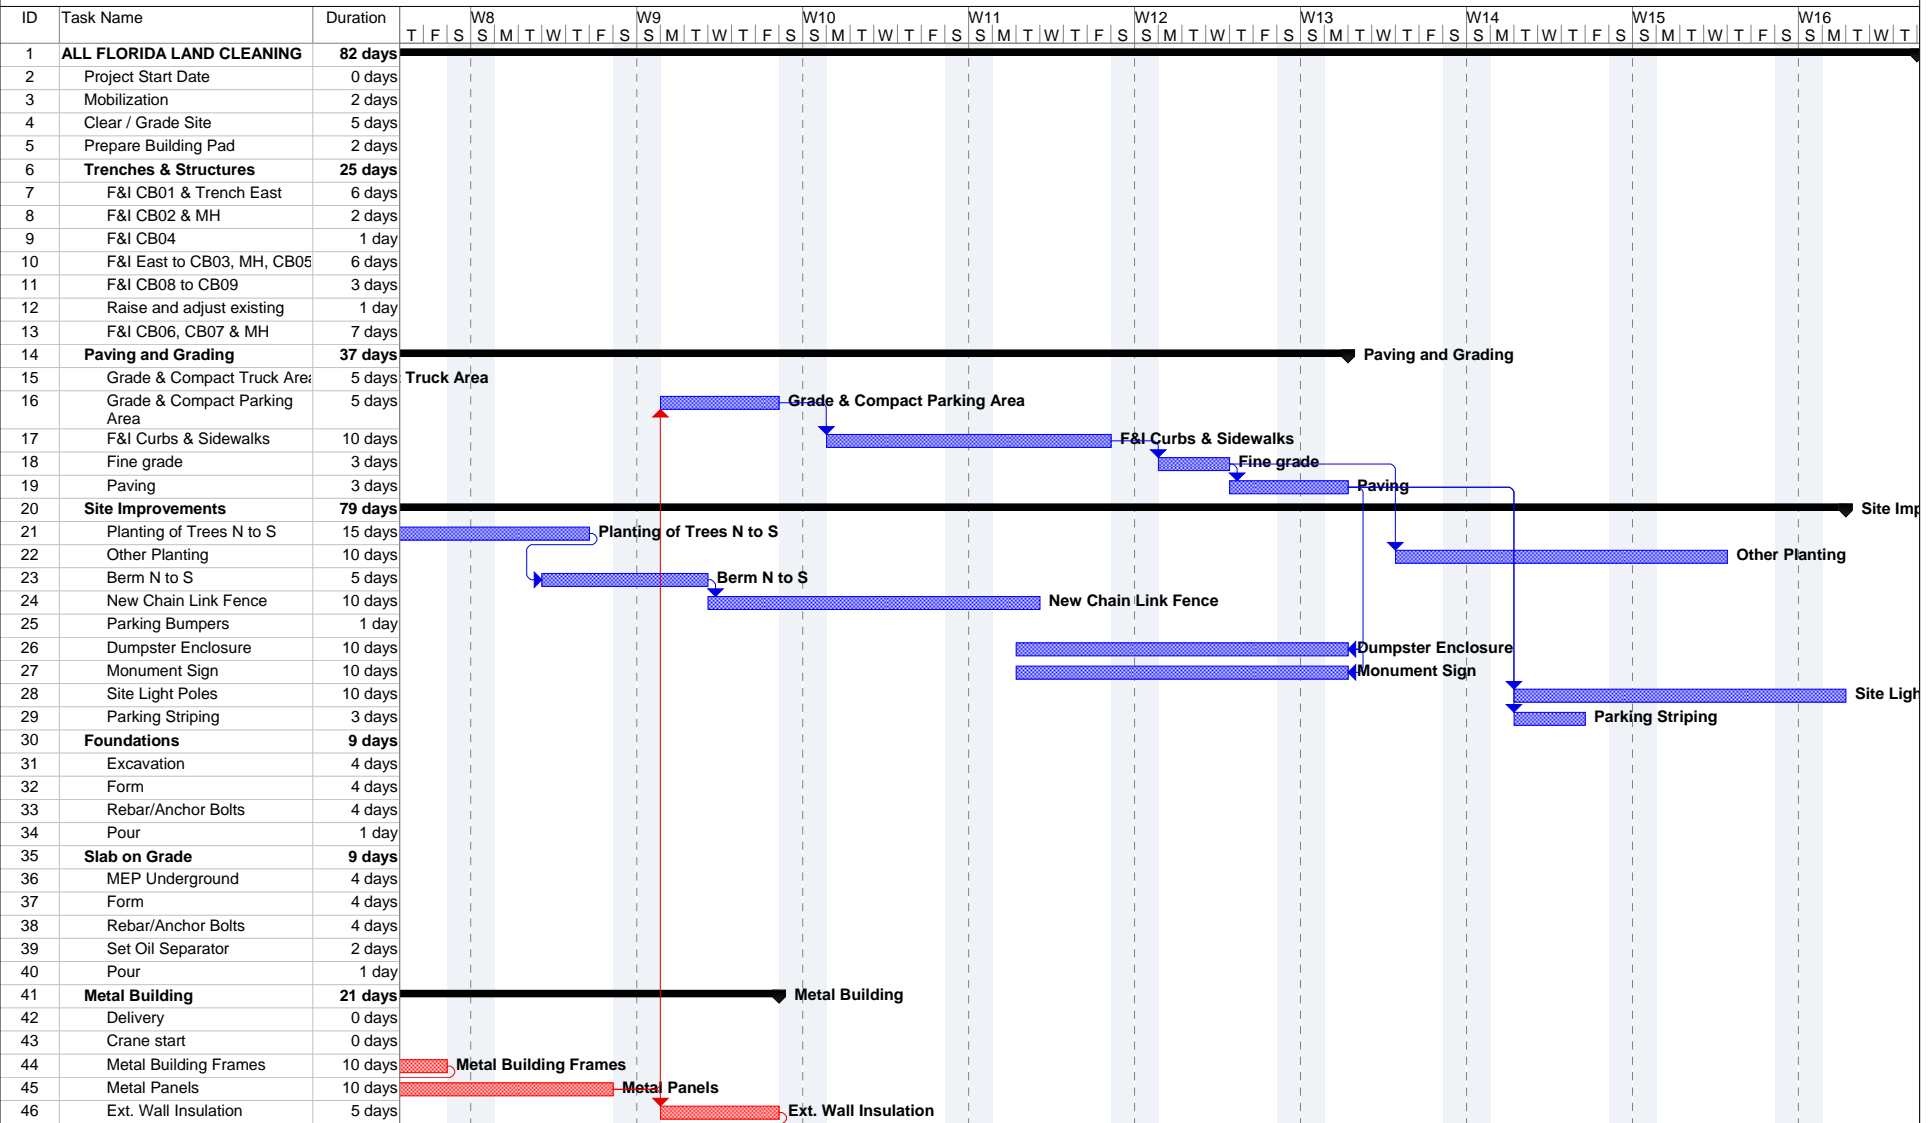 ID Task Name Duration W8 W9 W10 W11 W12 W13 W14 W15 W16
T F S S M T W T F S S M T W T F S S M T W T F S S M T W T F S S M T W T F S S M T W T F S S M T W T F S S M T W T F S S M T W T
1 ALL FLORIDA LAND CLEANING 82 days
2 Project Start Date 0 days
3 Mobilization 2 days
4 Clear / Grade Site 5 days
5 Prepare Building Pad 2 days
6 Trenches & Structures 25 days
7 F&I CB01 & Trench East 6 days
8 F&I CB02 & MH 2 days
9 F&I CB04 1 day
10 F&I East to CB03, MH, CB05 6 days
11 F&I CB08 to CB09 3 days
12 Raise and adjust existing 1 day
13 F&I CB06, CB07 & MH 7 days
14 Paving and Grading 37 days Paving and Grading
15 Grade & Compact Truck Area 5 days Truck Area
16 Grade & Compact Parking 5 days Grade & Compact Parking Area
Area
17 F&I Curbs & Sidewalks 10 days F&I Curbs & Sidewalks
18 Fine grade 3 days Fine grade
19 Paving 3 days Paving
20 Site Improvements 79 days Site Imp
21 Planting of Trees N to S 15 days Planting of Trees N to S
22 Other Planting 10 days Other Planting
23 Berm N to S 5 days Berm N to S
24 New Chain Link Fence 10 days New Chain Link Fence
25 Parking Bumpers 1 day
26 Dumpster Enclosure 10 days Dumpster Enclosure
27 Monument Sign 10 days Monument Sign
28 Site Light Poles 10 days Site Ligh
29 Parking Striping 3 days Parking Striping
30 Foundations 9 days
31 Excavation 4 days
32 Form 4 days
33 Rebar/Anchor Bolts 4 days
34 Pour 1 day
35 Slab on Grade 9 days
36 MEP Underground 4 days
37 Form 4 days
38 Rebar/Anchor Bolts 4 days
39 Set Oil Separator 2 days
40 Pour 1 day
41 Metal Building 21 days Metal Building
42 Delivery 0 days
43 Crane start 0 days
44 Metal Building Frames 10 days Metal Building Frames
45 Metal Panels 10 days Metal Panels
46 Ext. Wall Insulation 5 days Ext. Wall Insulation